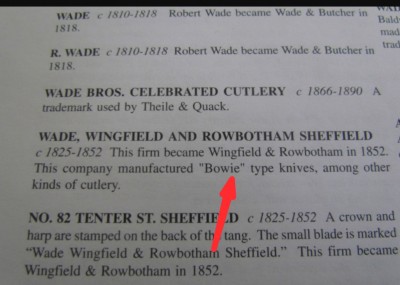 WADE c 1810-1818 Robert Wade became Wade & Butcher in
1818.
R. WADE c 1810-1818 Robert Wade became Wade & Butcher in
1818.
WADE BROS. CELEBRATED CUTLERY c 1866-1890 A
trademark used by Theile & Quack.
WADE, WINGFIELD AND ROWBOTHAM SHEFFIELD
c 1825-1852 This firm became Wingfield & Rowbotham in 1852.
This company manufactured "Bowie" type knives, among other
kinds of cutlery.
NO. 82 TENTER ST. SHEFFIELD c 1825-1852 A crown and
harp are stamped on the back of the tang. The small blade is marked
"Wade Wingfield & Rowbotham Sheffield." This firm became
Wingfield & Rowbotham in 1852.